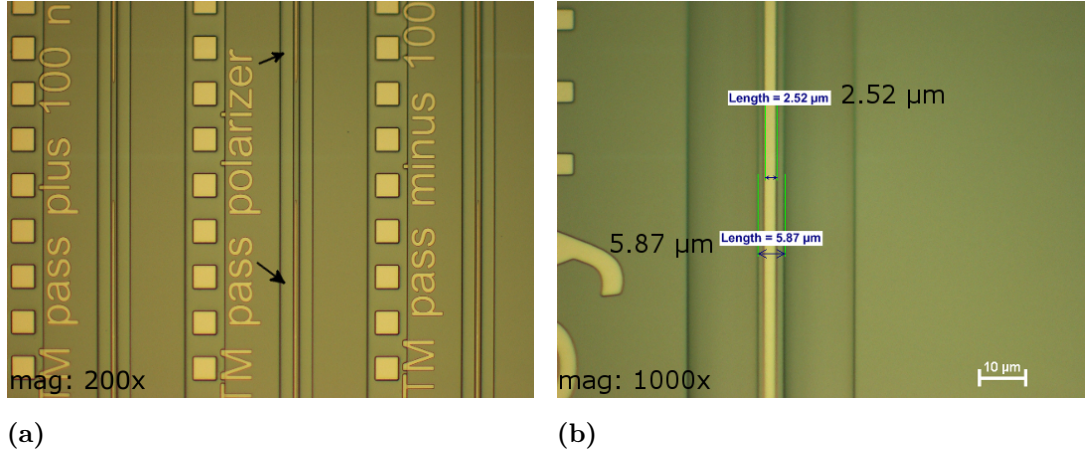 TM pass plus 100 n
TM pass polarizer
TM pass minus 100
mag: 200x
Length = 2.52 µm
2.52 µm
5.87 µm
Length = 5.87 µm
mag: 1000x
10 µm
(a)
(b)